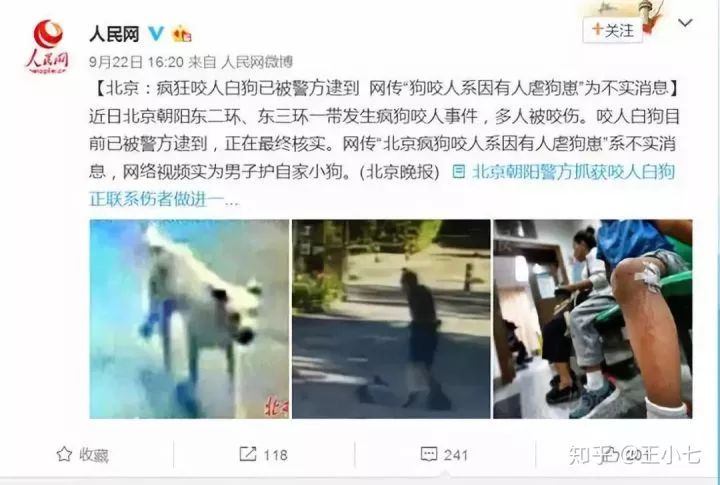 人民网
+关注
9月22日 16:20 来自 人民网微博
【北京：疯狂咬人白狗已被警方逮到 网传“狗咬人系因有人虐狗崽”为不实消息】
近日北京朝阳东二环、东三环一带发生疯狗咬人事件，多人被咬伤。咬人白狗目
前已被警方逮到，正在最终核实。网传“北京疯狗咬人系因有人虐狗崽”系不实消
息，网络视频实为男子护自家小狗。(北京晚报) 北京朝阳警方抓获咬人白狗
正联系伤者做进一...
人民网
北京
收藏
118
241
知乎 @王小七